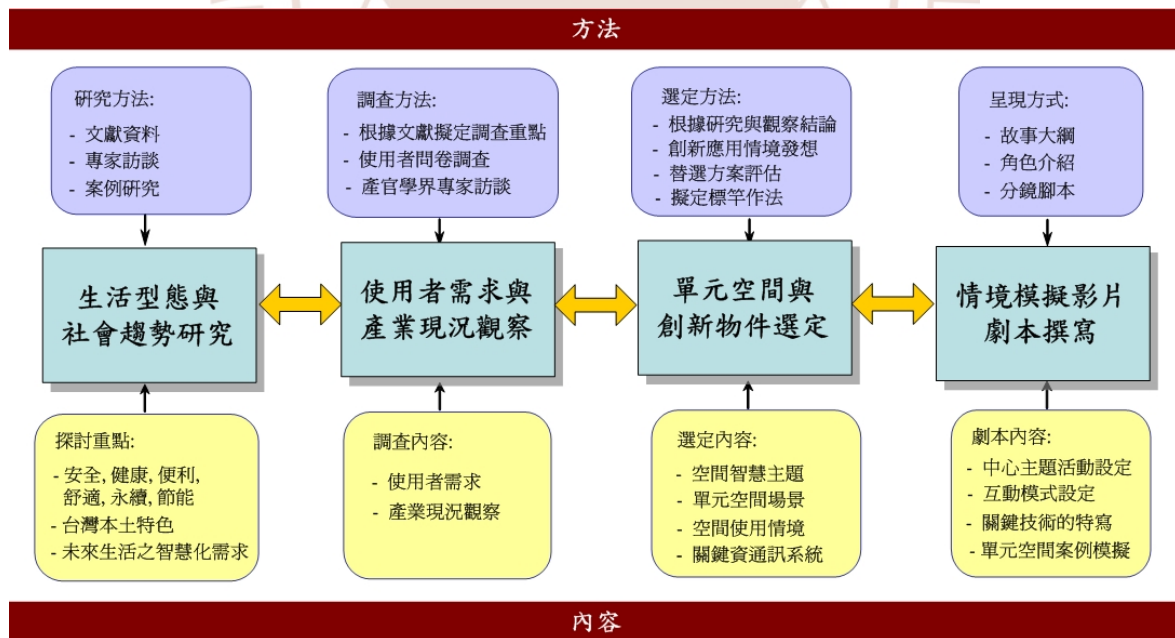 方法
研究方法:
- 文獻資料
- 專家訪談
- 案例研究
調查方法:
- 根據文獻擬定調查重點
- 使用者問卷調查
- 產官學界專家訪談
選定方法:
- 根據研究與觀察結論
- 創新應用情境發想
- 替選方案評估
- 擬定標竿作法
呈現方式:
- 故事大綱
- 角色介紹
- 分鏡腳本
生活型態與
社會趨勢研究
使用者需求與
產業現況觀察
單元空間與
創新物件選定
情境模擬影片
劇本撰寫
探討重點:
- 安全, 健康, 便利,
舒適, 永續, 節能
- 台灣本土特色
- 未來生活之智慧化需求
調查內容:
- 使用者需求
- 產業現況觀察
選定內容:
- 空間智慧主題
- 單元空間場景
- 空間使用情境
- 關鍵資通訊系統
劇本內容:
- 中心主題活動設定
- 互動模式設定
- 關鍵技術的特寫
- 單元空間案例模擬
內容